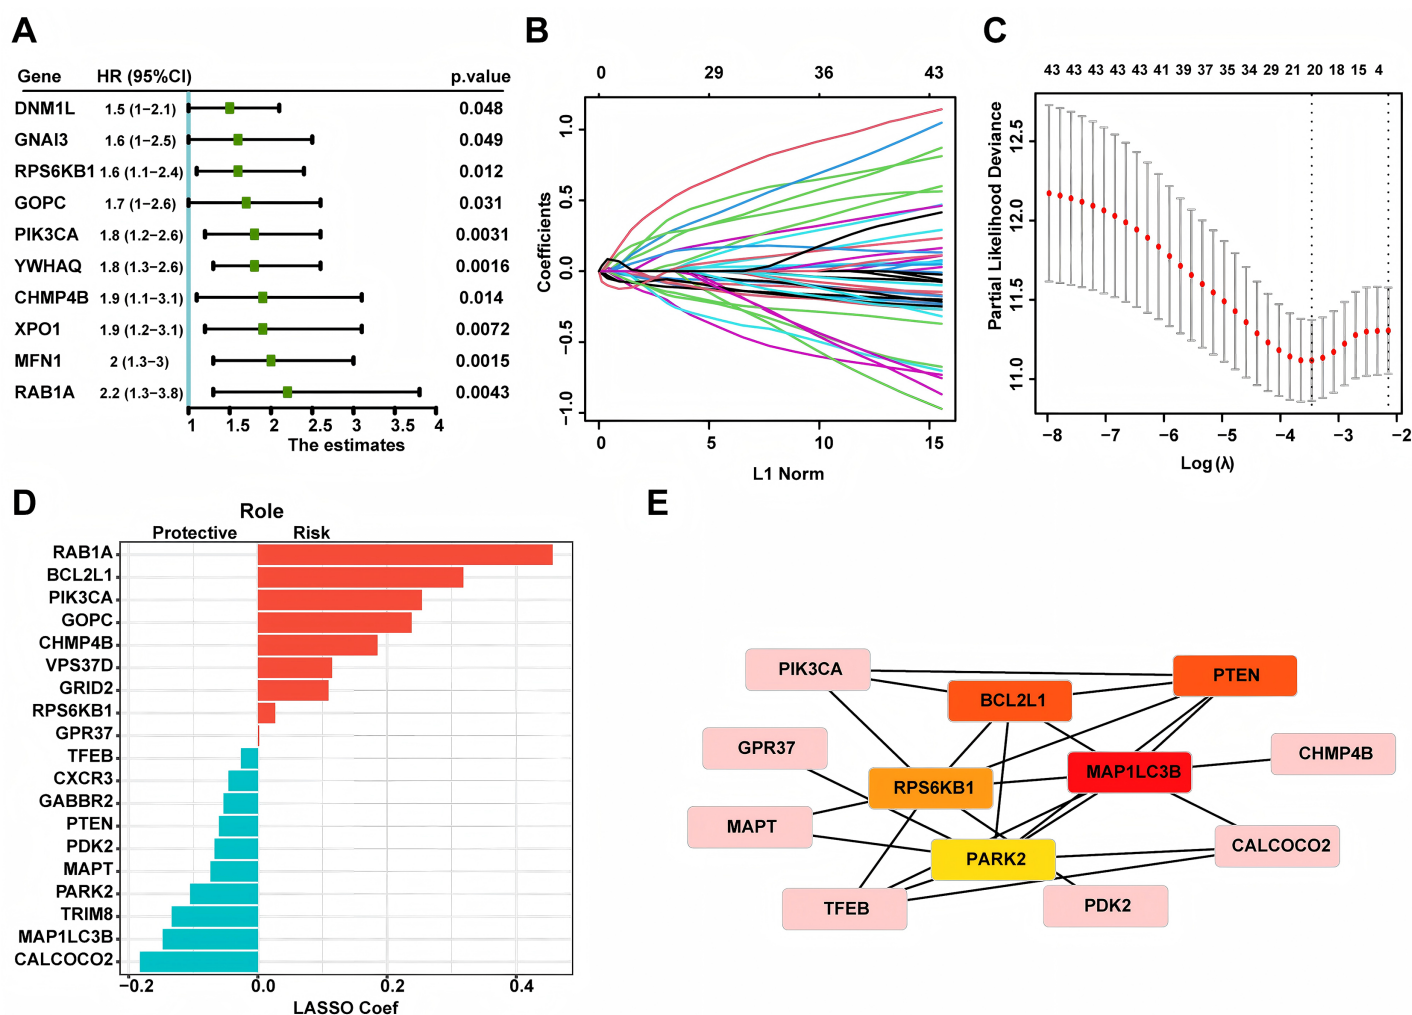 A
Gene HR (95%CI) p.value
DNM1L 1.5 (1−2.1) 0.048
GNAI3 1.6 (1−2.5) 0.049
RPS6KB1 1.6 (1.1−2.4) 0.012
GOPC 1.7 (1−2.6) 0.031
PIK3CA 1.8 (1.2−2.6) 0.0031
YWHAQ 1.8 (1.3−2.6) 0.0016
CHMP4B 1.9 (1.1−3.1) 0.014
XPO1 1.9 (1.2−3.1) 0.0072
MFN1 2 (1.3−3) 0.0015
RAB1A 2.2 (1.3−3.8) 0.0043
1 1.5 2 2.5 3 3.5 4
The estimates
B
0 29 36 43
Coefficients
1.0
0.5
0.0
−0.5
−1.0
0 5 10 15
L1 Norm
C
43 43 43 43 43 41 39 37 35 34 29 21 20 18 15 4
Partial Likelihood Deviance
12.5
12.0
11.5
11.0
−8 −7 −6 −5 −4 −3 −2
Log (λ)
D
Role
Protective Risk
RAB1A
BCL2L1
PIK3CA
GOPC
CHMP4B
VPS37D
GRID2
RPS6KB1
GPR37
TFEB
CXCR3
GABBR2
PTEN
PDK2
MAPT
PARK2
TRIM8
MAP1LC3B
CALCOCO2
−0.2 0.0 0.2 0.4
LASSO Coef
E
PIK3CA
PTEN
BCL2L1
GPR37
CHMP4B
MAP1LC3B
RPS6KB1
MAPT
CALCOCO2
PARK2
TFEB
PDK2